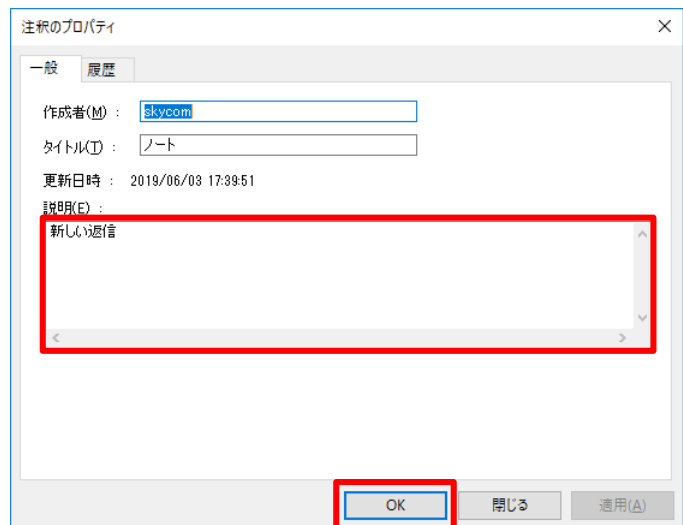 注釈のプロパティ
一般 履歴
作成者(M) : skycom
タイトル(T) : ノート
更新日時 : 2019/06/03 17:39:51
説明(E) :
新しい返信
OK 閉じる 適用(A)